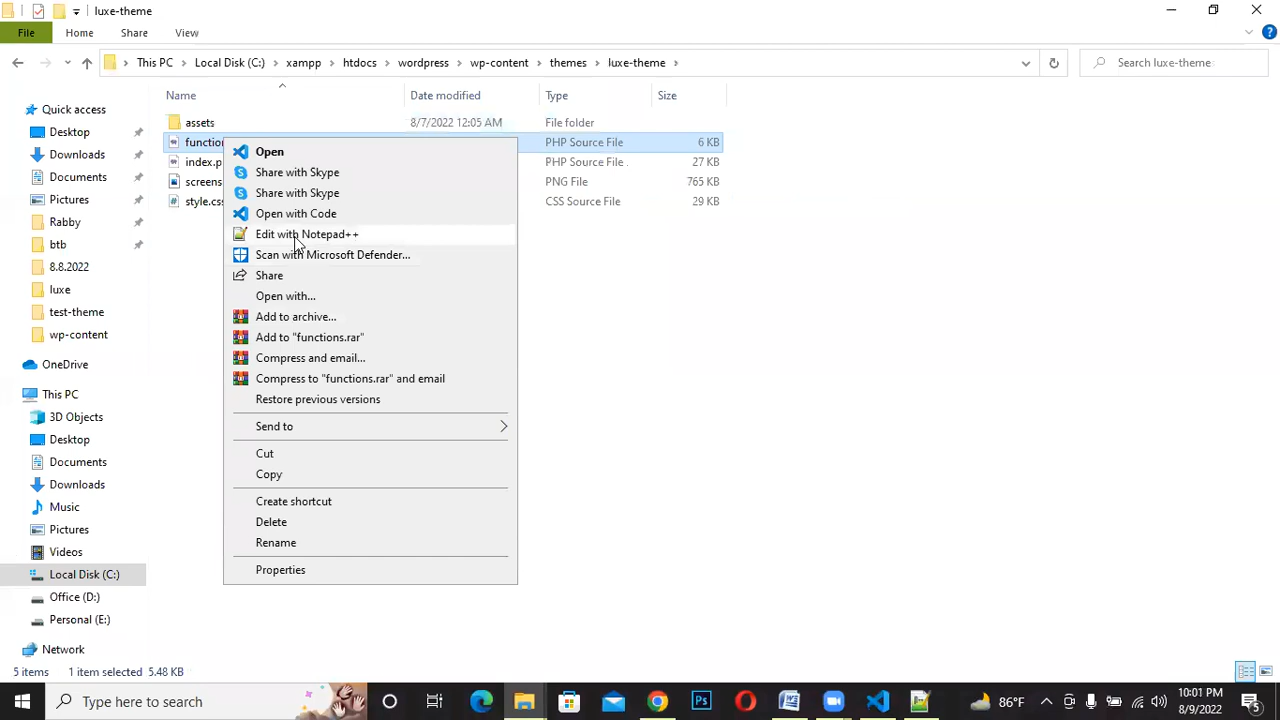 luxe-theme
File Home Share View
This PC Local Disk (C:) xampp htdocs wordpress wp-content themes luxe-theme Search luxe-theme
Name Date modified Type Size
Quick access
Desktop
Downloads
Documents
Pictures
Rabby
btb
8.8.2022
luxe
test-theme
wp-content
OneDrive
This PC
3D Objects
Desktop
Documents
Downloads
Music
Pictures
Videos
Local Disk (C:)
Office (D:)
Personal (E:)
Network
assets 8/7/2022 12:05 AM File folder
function PHP Source File 6 KB
index.p PHP Source File 27 KB
screens PNG File 765 KB
style.cs CSS Source File 29 KB
Open
Share with Skype
Share with Skype
Open with Code
Edit with Notepad++
Scan with Microsoft Defender...
Share
Open with...
Add to archive...
Add to "functions.rar"
Compress and email...
Compress to "functions.rar" and email
Restore previous versions
Send to
Cut
Copy
Create shortcut
Delete
Rename
Properties
5 items 1 item selected 5.48 KB
Type here to search
86°F
10:01 PM
8/9/2022
5